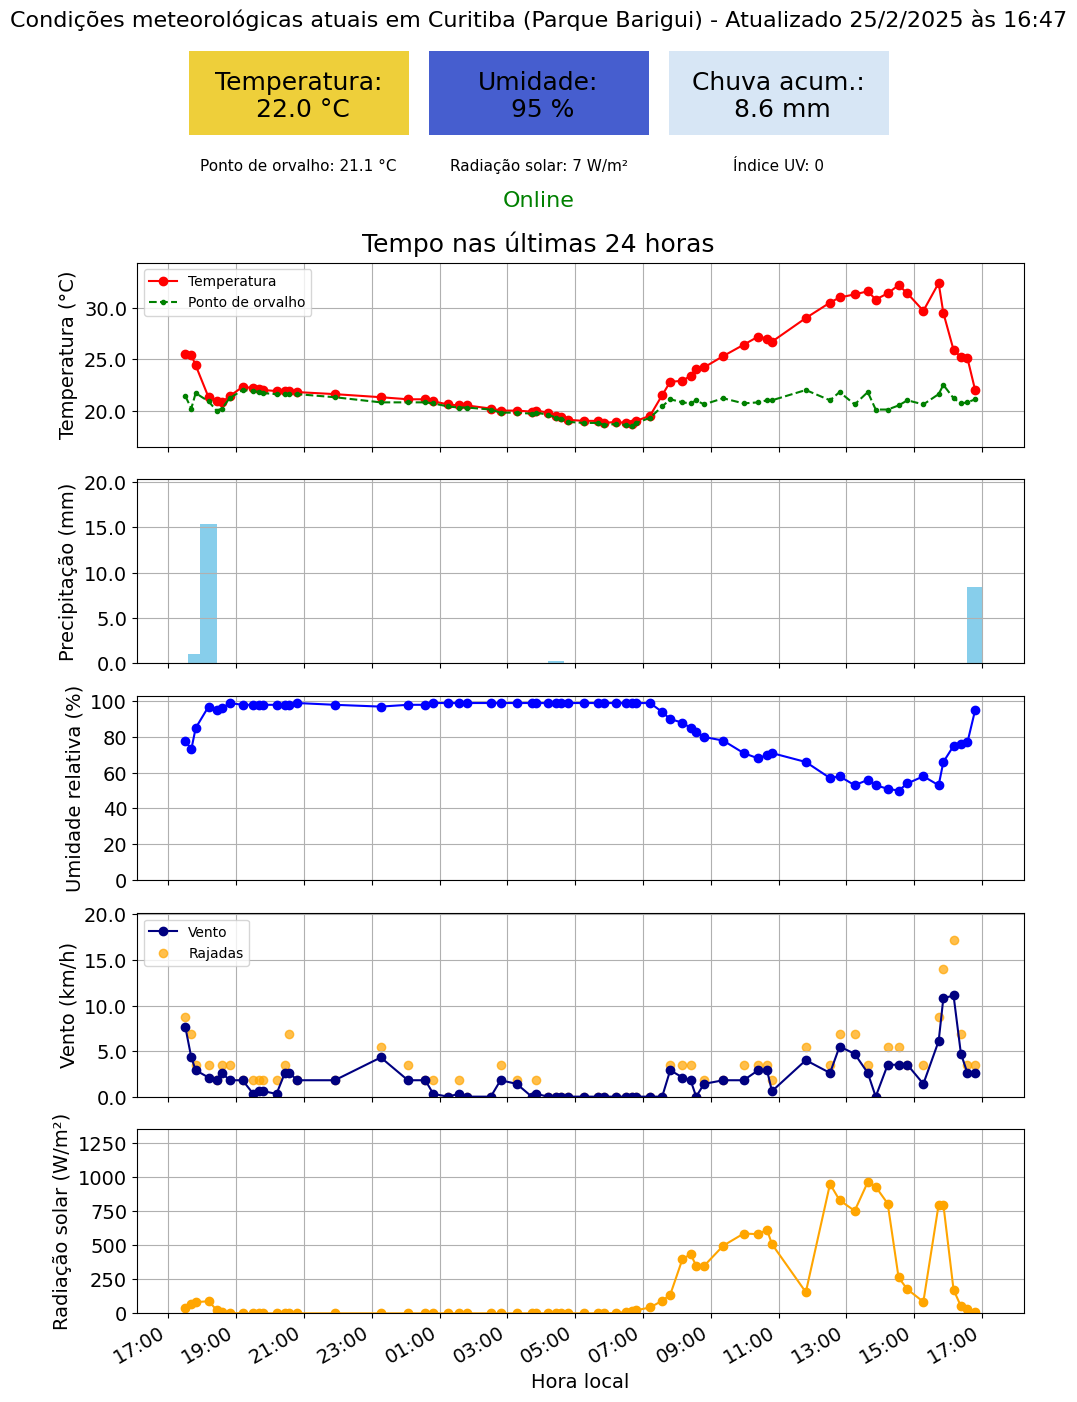 Condições meteorológicas atuais em Curitiba (Parque Barigui) - Atualizado 25/2/2025 às 16:47
Temperatura:
22.0 °C
Umidade:
95 %
Chuva acum.:
8.6 mm
Ponto de orvalho: 21.1 °C
Radiação solar: 7 W/m²
Índice UV: 0
Online
Tempo nas últimas 24 horas
Temperatura (°C)
30.0
25.0
20.0
Temperatura
Ponto de orvalho
Precipitação (mm)
20.0
15.0
10.0
5.0
0.0
Umidade relativa (%)
100
80
60
40
20
0
Vento (km/h)
20.0
15.0
10.0
5.0
0.0
Vento
Rajadas
Radiação solar (W/m²)
1250
1000
750
500
250
0
17:00
19:00
21:00
23:00
01:00
03:00
05:00
07:00
09:00
11:00
13:00
15:00
17:00
Hora local